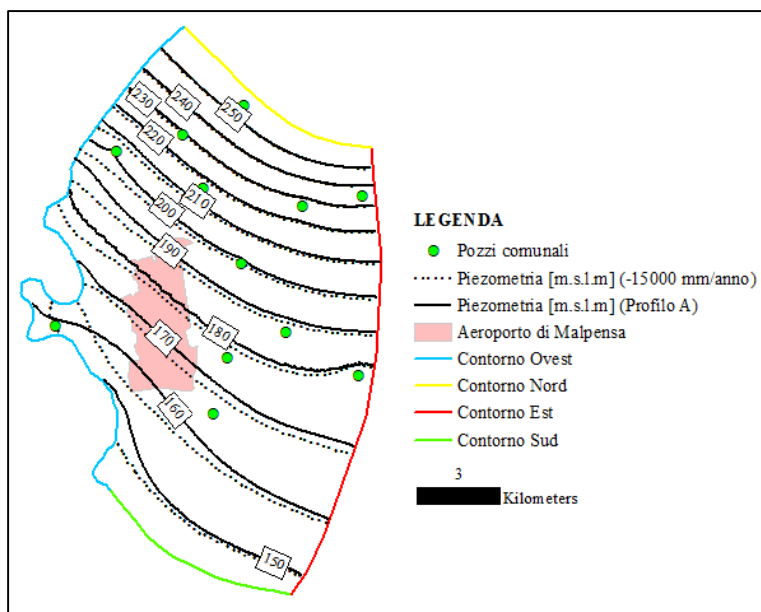 250
240
230
220
210
200
190
180
170
160
150
LEGENDA
Pozzi comunali
Piezometria [m.s.l.m] (-15000 mm/anno)
Piezometria [m.s.l.m] (Profilo A)
Aeroporto di Malpensa
Contorno Ovest
Contorno Nord
Contorno Est
Contorno Sud
3
Kilometers